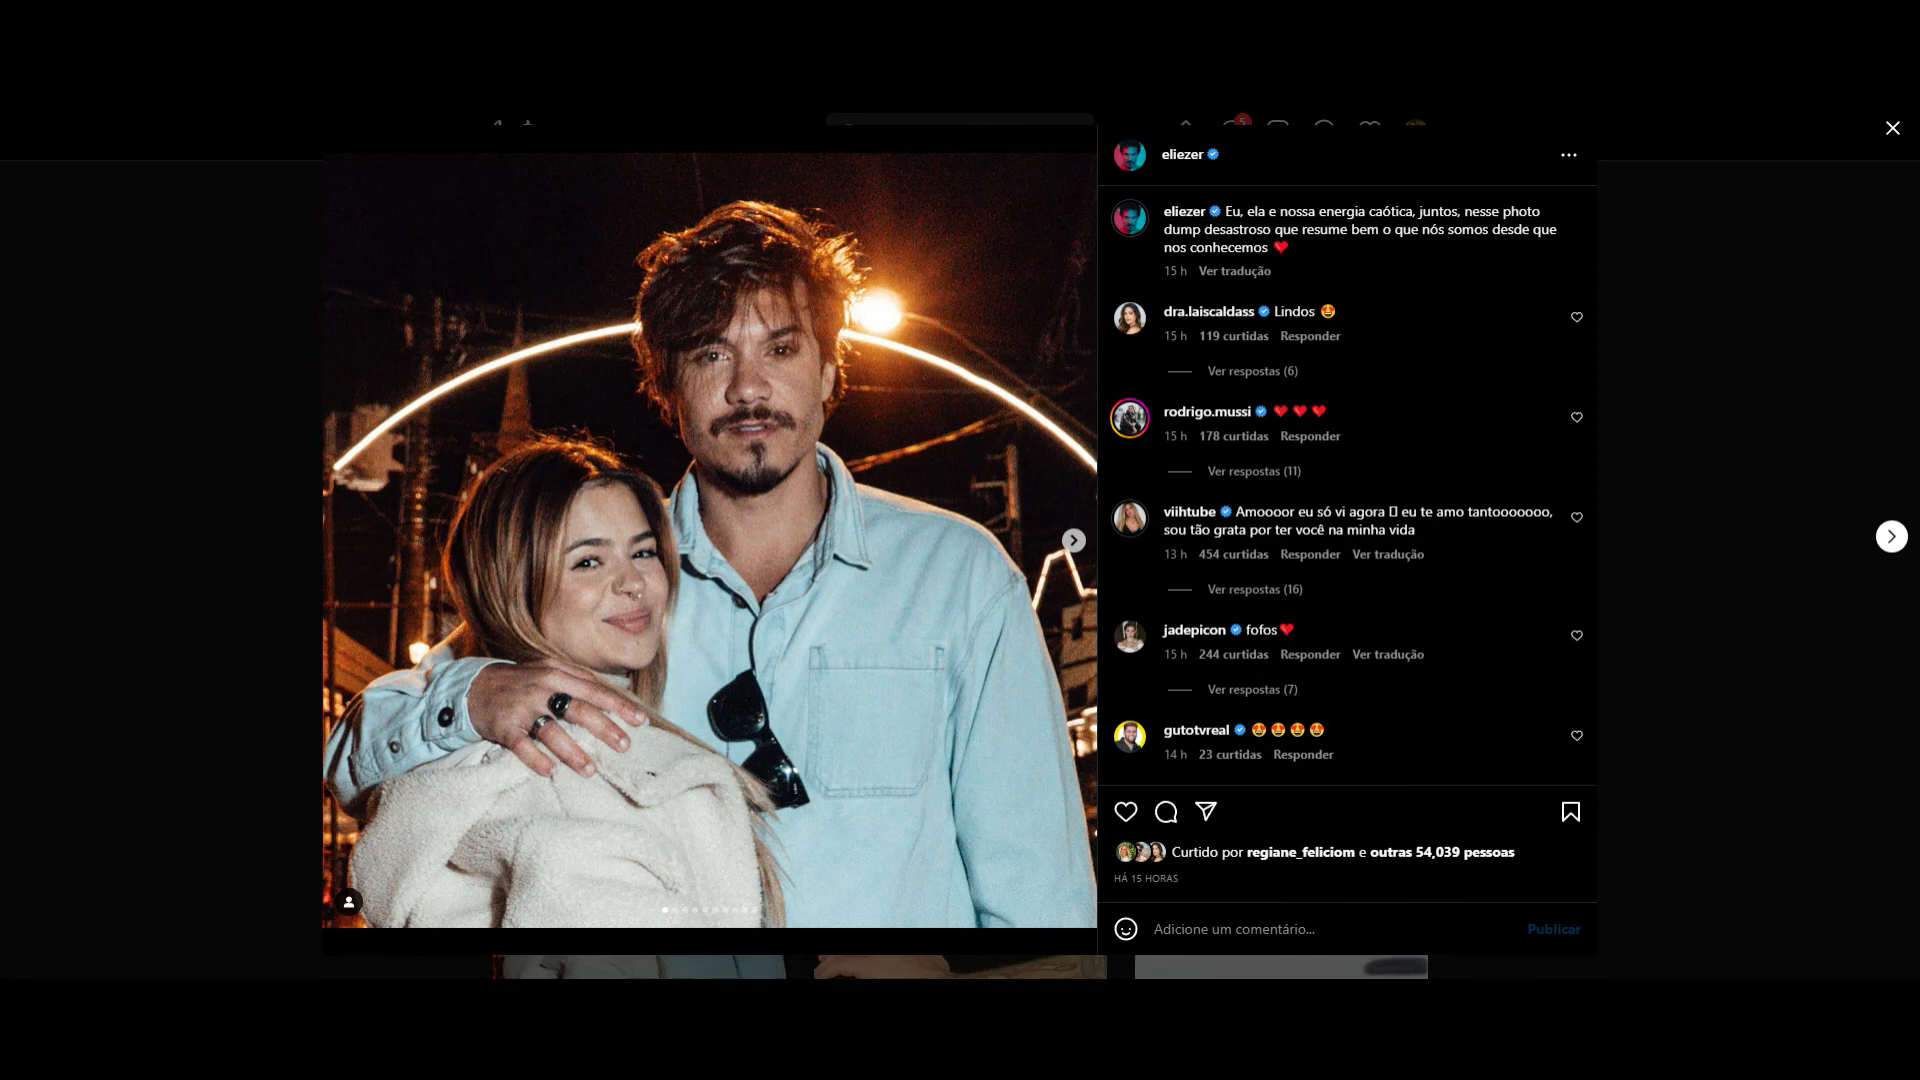 5
eliezer
eliezer Eu, ela e nossa energia caótica, juntos, nesse photo
dump desastroso que resume bem o que nós somos desde que
nos conhecemos ❤
15 h Ver tradução
dra.laiscaldass Lindos 😍
15 h 119 curtidas Responder
Ver respostas (6)
rodrigo.mussi ❤ ❤ ❤
15 h 178 curtidas Responder
Ver respostas (11)
viihtube Amoooor eu só vi agora ▯ eu te amo tantooooooo,
sou tão grata por ter você na minha vida
13 h 454 curtidas Responder Ver tradução
Ver respostas (16)
jadepicon fofos❤
15 h 244 curtidas Responder Ver tradução
Ver respostas (7)
gutotvreal 😍 😍 😍 😍
14 h 23 curtidas Responder
Curtido por regiane_feliciom e outras 54,039 pessoas
HÁ 15 HORAS
Adicione um comentário...
Publicar